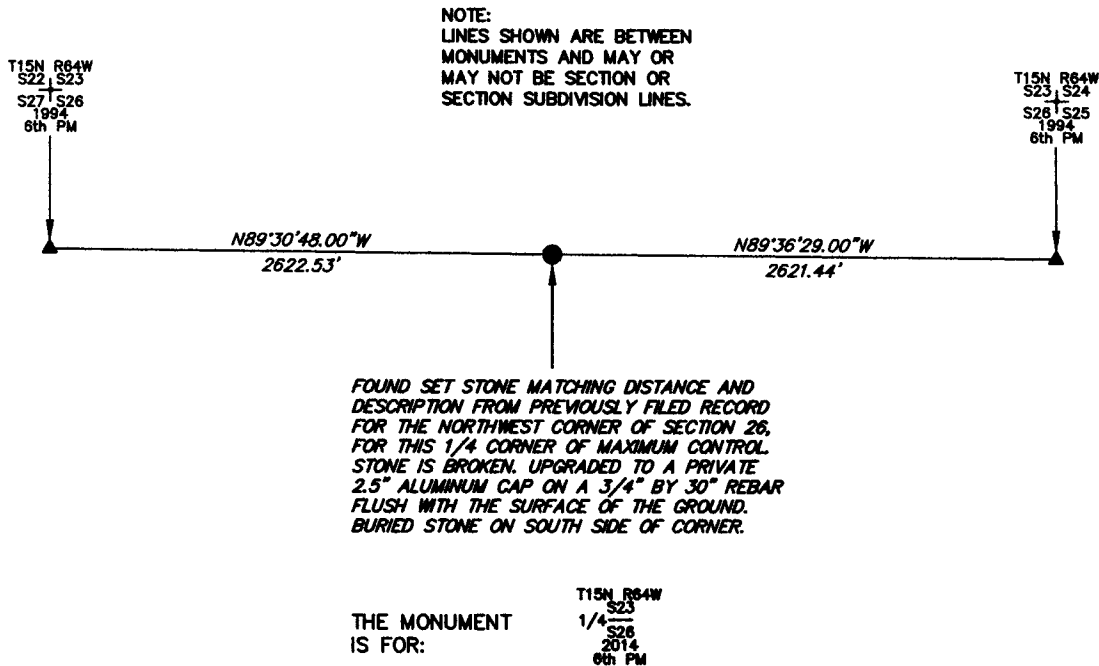 NOTE:
LINES SHOWN ARE BETWEEN
MONUMENTS AND MAY OR
MAY NOT BE SECTION OR
SECTION SUBDIVISION LINES.
T15N R64W
S22 S23
S27 S26
1994
6th PM
T15N R64W
S23 S24
S26 S25
1994
6th PM
N89°30'48.00"W
2622.53'
N89°36'29.00"W
2621.44'
FOUND SET STONE MATCHING DISTANCE AND
DESCRIPTION FROM PREVIOUSLY FILED RECORD
FOR THE NORTHWEST CORNER OF SECTION 26,
FOR THIS 1/4 CORNER OF MAXIMUM CONTROL.
STONE IS BROKEN. UPGRADED TO A PRIVATE
2.5" ALUMINUM CAP ON A 3/4" BY 30" REBAR
FLUSH WITH THE SURFACE OF THE GROUND.
BURIED STONE ON SOUTH SIDE OF CORNER.
THE MONUMENT
IS FOR:
T15N R64W
S23
1/4
S26
2014
6th PM